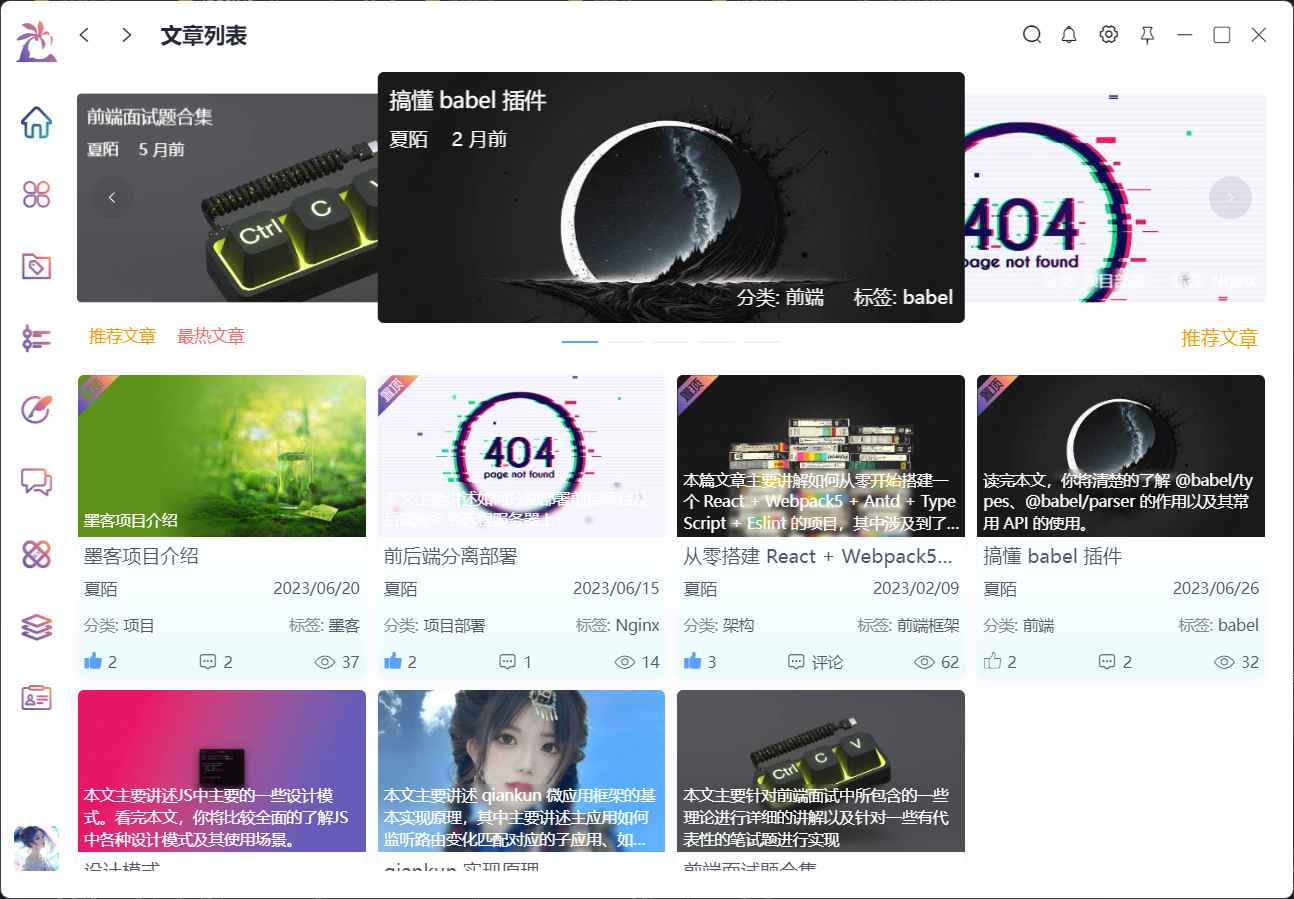 文章列表
前端面试题合集
夏陌 5 月前
Ctrl
C
V
搞懂 babel 插件
夏陌 2 月前
分类: 前端 标签: babel
404
page not found
Nginx
推荐文章 最热文章
推荐文章
置顶
墨客项目介绍
墨客项目介绍
夏陌 2023/06/20
分类: 项目 标签: 墨客
2 2 37
置顶
404
page not found
前后端分离部署
夏陌 2023/06/15
分类: 项目部署 标签: Nginx
2 1 14
置顶
本篇文章主要讲解如何从零开始搭建一
个 React + Webpack5 + Antd + Type
Script + Eslint 的项目，其中涉及到了...
从零搭建 React + Webpack5...
夏陌 2023/02/09
分类: 架构 标签: 前端框架
3 评论 62
置顶
读完本文，你将清楚的了解 @babel/ty
pes、@babel/parser 的作用以及其常
用 API 的使用。
搞懂 babel 插件
夏陌 2023/06/26
分类: 前端 标签: babel
2 2 32
本文主要讲述JS中主要的一些设计模
式。看完本文，你将比较全面的了解JS
中各种设计模式及其使用场景。
设计模式
本文主要讲述 qiankun 微应用框架的基
本实现原理，其中主要讲述主应用如何
监听路由变化匹配对应的子应用、如...
qiankun 实现原理
Ctrl
C
V
本文主要针对前端面试中所包含的一些
理论进行详细的讲解以及针对一些有代
表性的笔试题进行实现
前端面试题合集